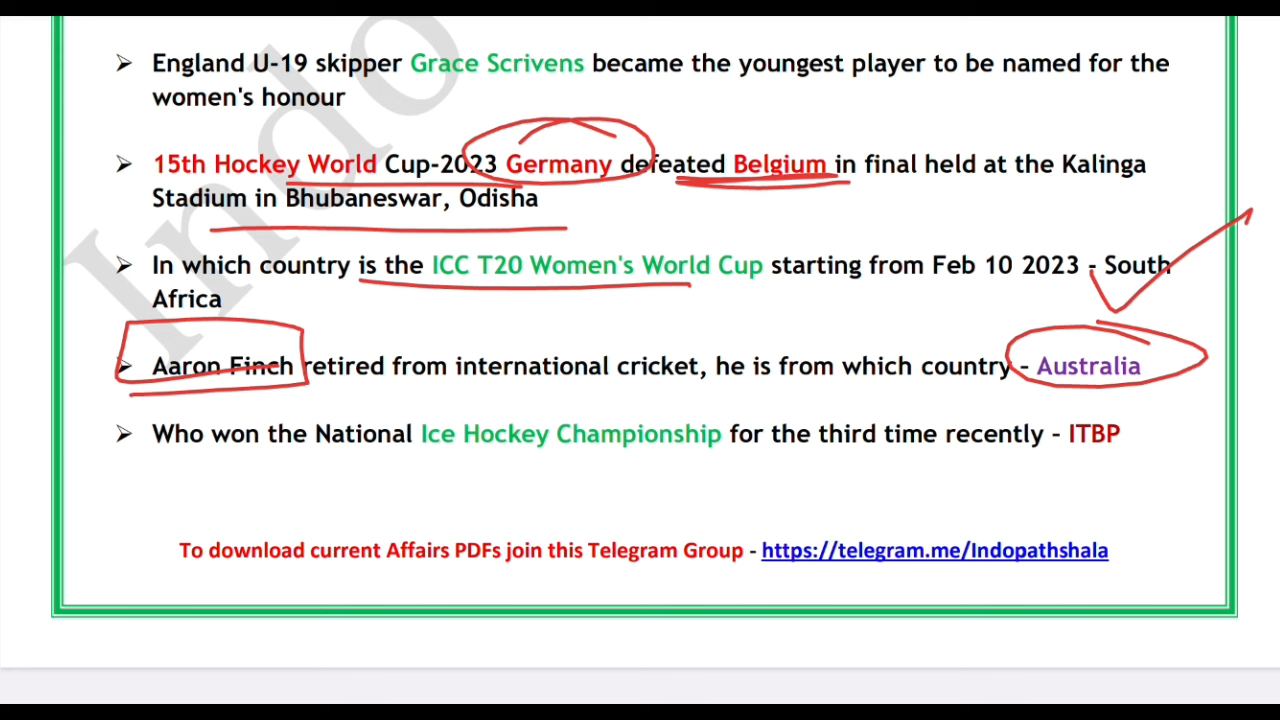 ➢ England U-19 skipper Grace Scrivens became the youngest player to be named for the
women's honour
➢ 15th Hockey World Cup-2023 Germany defeated Belgium in final held at the Kalinga
Stadium in Bhubaneswar, Odisha
➢ In which country is the ICC T20 Women's World Cup starting from Feb 10 2023 - South
Africa
➢ Aaron Finch retired from international cricket, he is from which country - Australia
➢ Who won the National Ice Hockey Championship for the third time recently - ITBP
To download current Affairs PDFs join this Telegram Group - https://telegram.me/Indopathshala
Indo